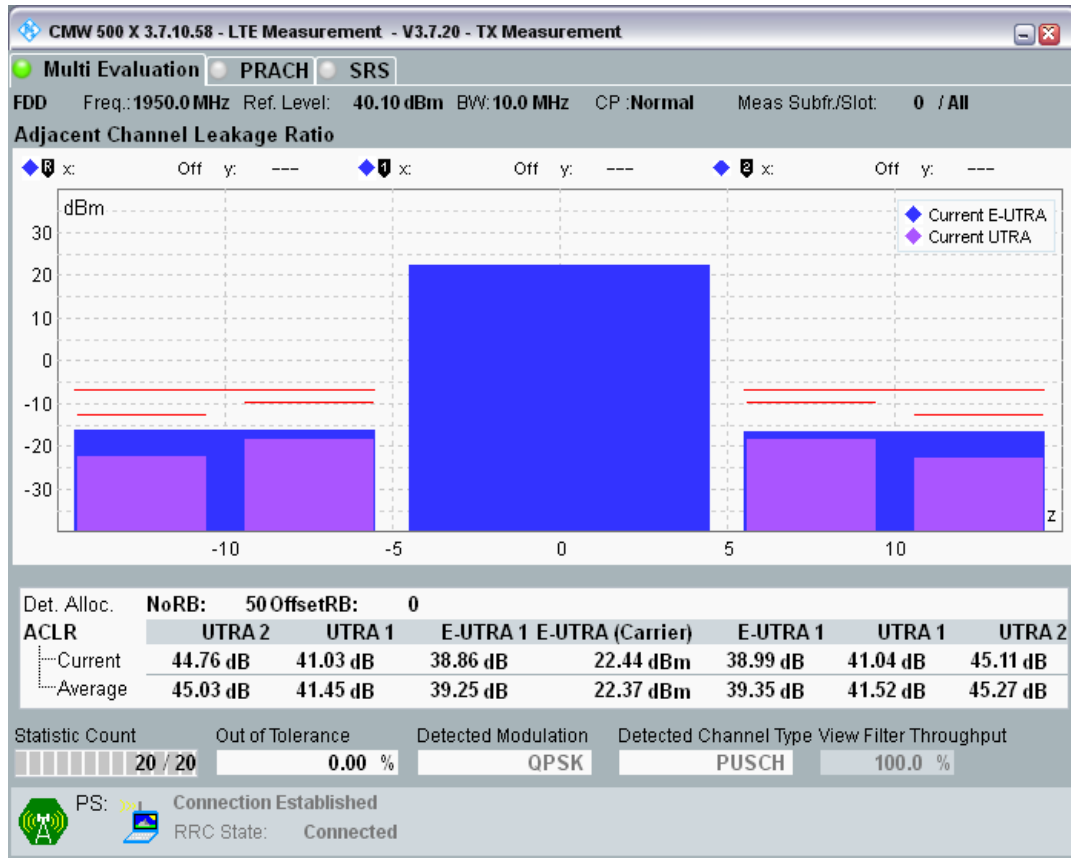 CMW 500 X 3.7.10.58 - LTE Measurement - V3.7.20 - TX Measurement
Multi Evaluation PRACH SRS
FDD Freq.: 1950.0 MHz Ref. Level: 40.10 dBm BW: 10.0 MHz CP : Normal Meas Subfr./Slot: 0 / All
Adjacent Channel Leakage Ratio
R x: Off y: --- 1 x: Off y: --- 2 x: Off y: ---
dBm
Current E-UTRA
Current UTRA
30
20
10
0
-10
-20
-30
z
-10 -5 0 5 10
Det. Alloc. NoRB: 50 OffsetRB: 0
ACLR UTRA 2 UTRA 1 E-UTRA 1 E-UTRA (Carrier) E-UTRA 1 UTRA 1 UTRA 2
Current 44.76 dB 41.03 dB 38.86 dB 22.44 dBm 38.99 dB 41.04 dB 45.11 dB
Average 45.03 dB 41.45 dB 39.25 dB 22.37 dBm 39.35 dB 41.52 dB 45.27 dB
Statistic Count Out of Tolerance Detected Modulation Detected Channel Type View Filter Throughput
20 / 20 0.00 % QPSK PUSCH 100.0 %
PS: Connection Established
RRC State: Connected